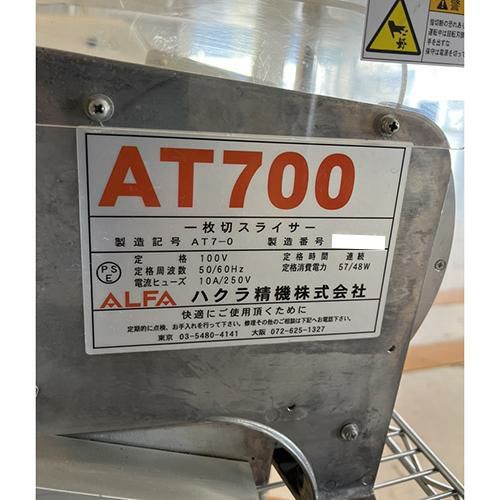 警
AT700
一枚切スライサー
製造記号 AT7-0 製造番号
定格 100V 定格時間 連続
定格周波数 50/60Hz 定格消費電力 57/48W
電流ヒューズ 10A/250V
PSE
ALFA ハクラ精機株式会社
快適にご使用頂くために
定期的に点検、お手入れを行って下さい。修理その他のご相談は下記へお電話下さい。
東京 03-5480-4141 大阪 072-625-1327